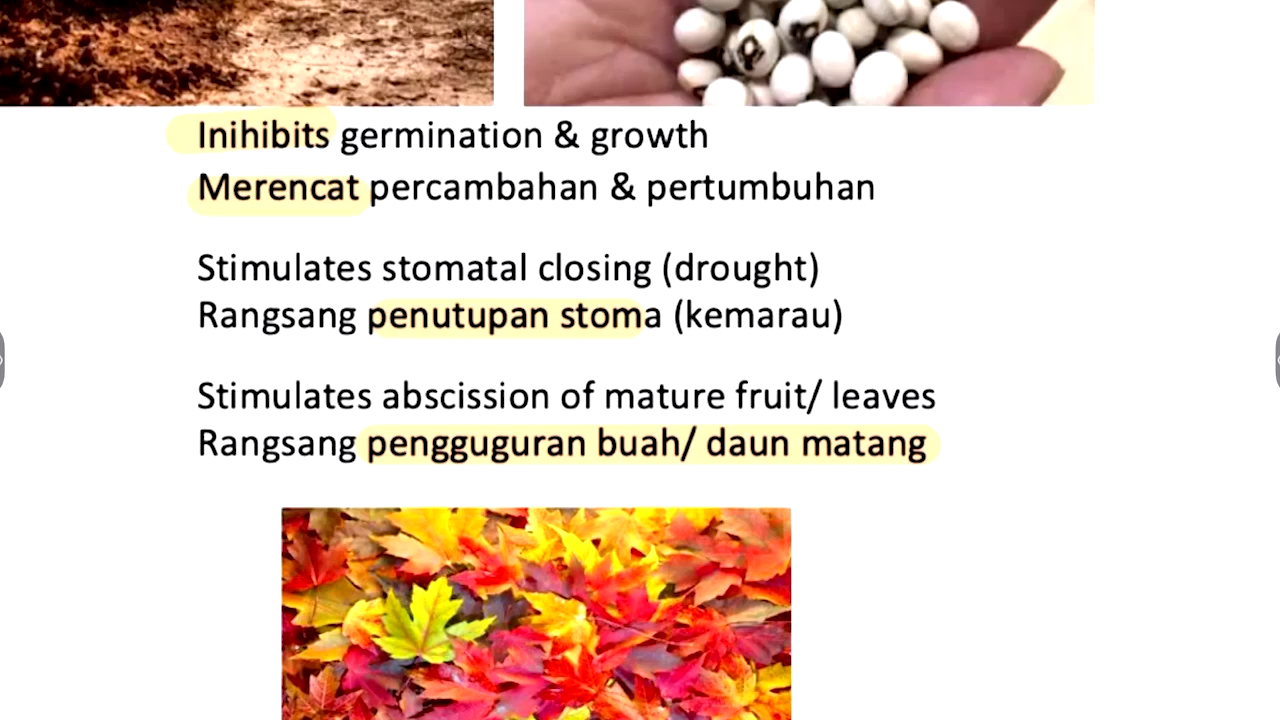 Inihibits germination & growth
Merencat percambahan & pertumbuhan
Stimulates stomatal closing (drought)
Rangsang penutupan stoma (kemarau)
Stimulates abscission of mature fruit/ leaves
Rangsang pengguguran buah/ daun matang